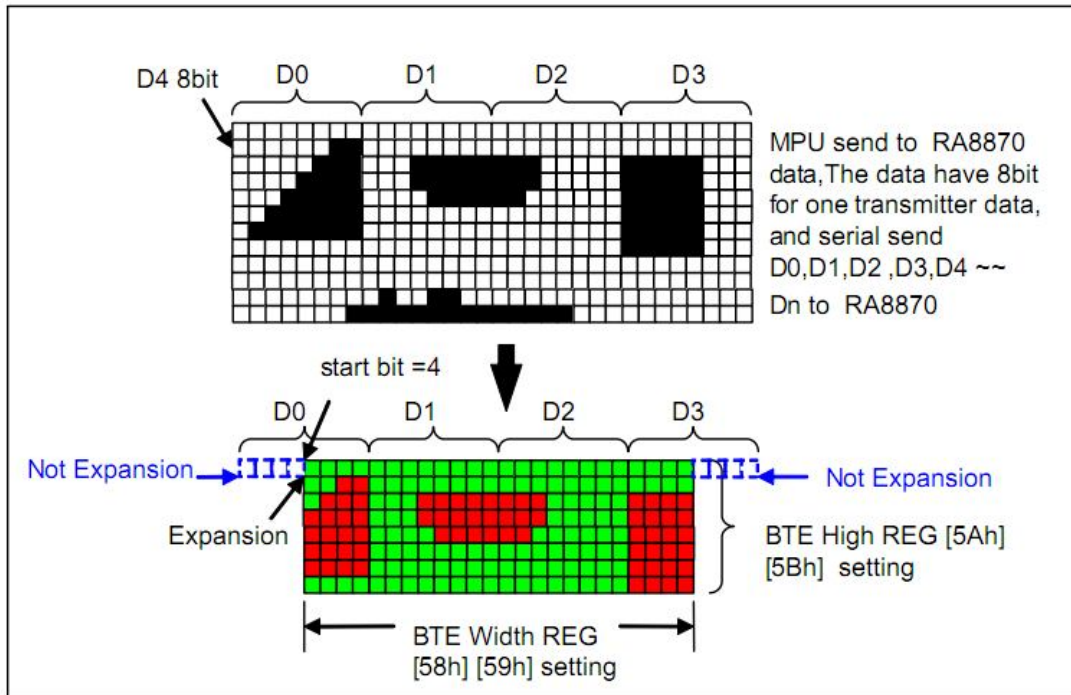 D4 8bit
D0
D1
D2
D3
MPU send to RA8870
data,The data have 8bit
for one transmitter data,
and serial send
D0,D1,D2 ,D3,D4 ~~
Dn to RA8870
start bit =4
D0
D1
D2
D3
Not Expansion
Not Expansion
Expansion
BTE High REG [5Ah]
[5Bh] setting
BTE Width REG
[58h] [59h] setting